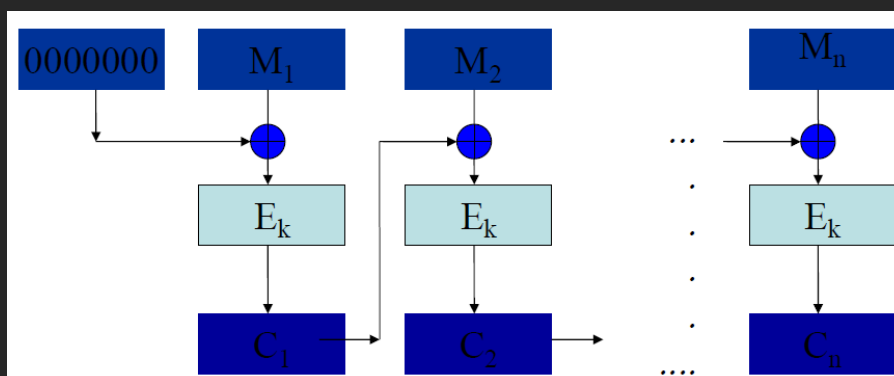 0000000 M₁ M₂ Mₙ
...
Eₖ Eₖ Eₖ
C₁ C₂ Cₙ
....